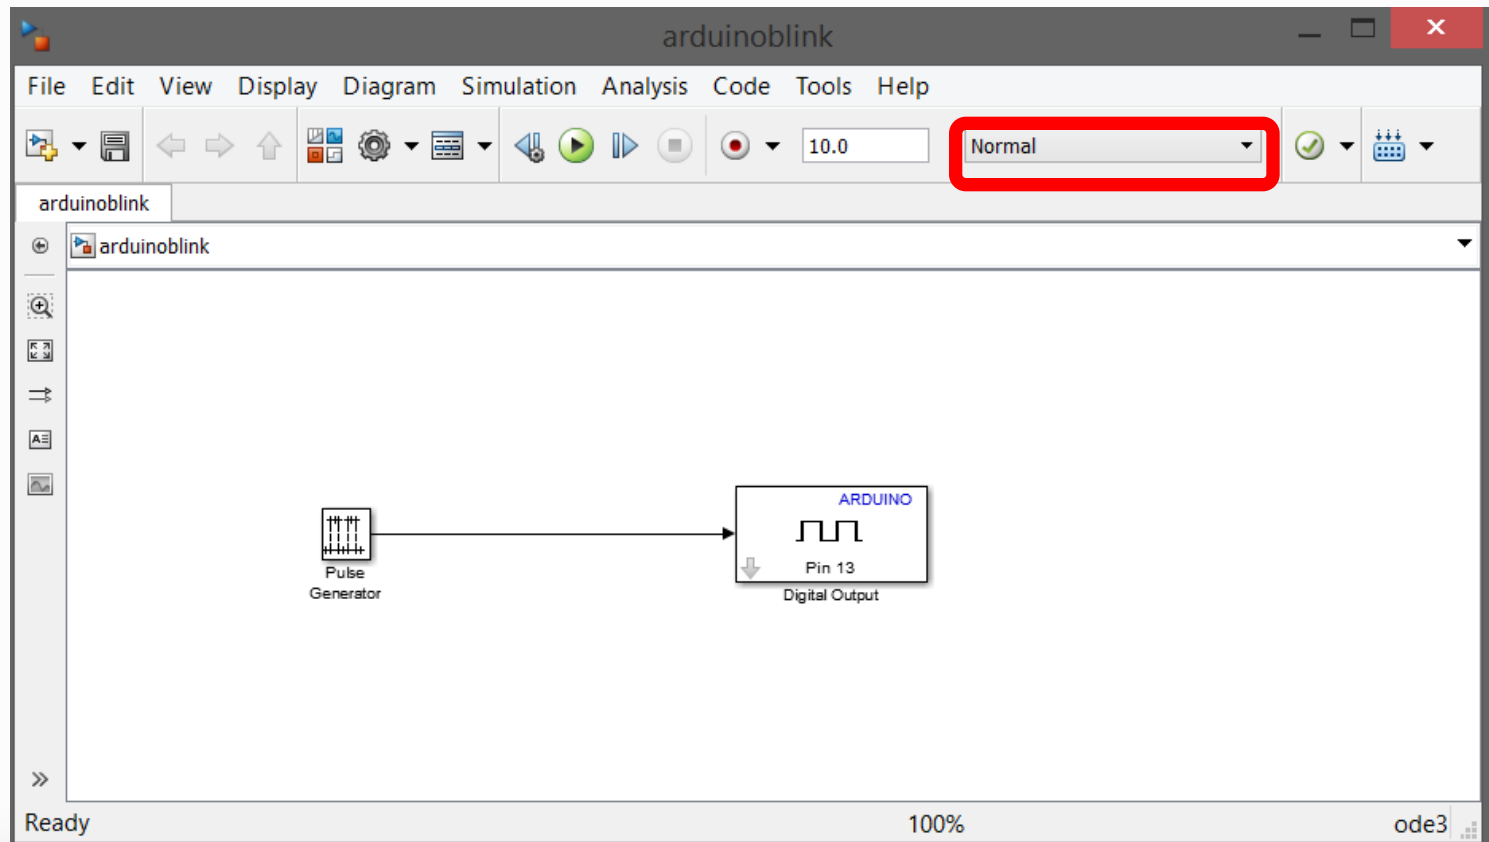 arduinoblink
File Edit View Display Diagram Simulation Analysis Code Tools Help
10.0 Normal
arduinoblink
arduinoblink
ARDUINO
Pin 13
Pulse
Generator
Digital Output
Ready 100% ode3